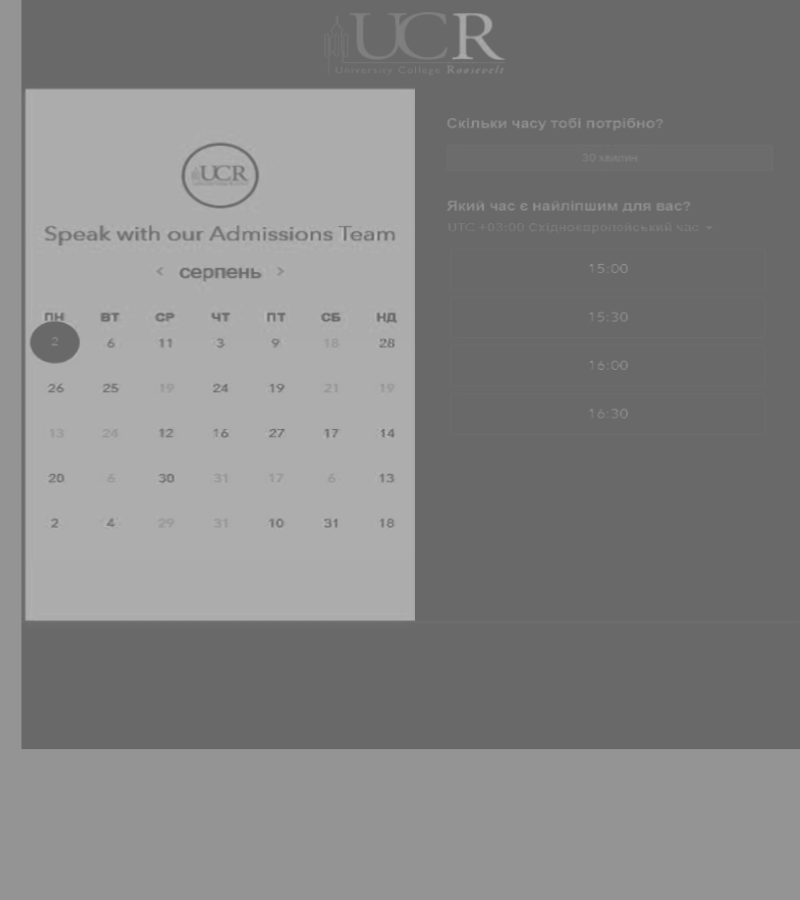 UCR
University College Roosevelt
UCR
Speak with our Admissions Team
‹ серпень ›
ПН ВТ СР ЧТ ПТ СБ НД
2 6 11 3 9 18 28
26 25 19 24 19 21 19
13 24 12 16 27 17 14
20 6 30 31 17 6 13
2 4 29 31 10 31 18
Скільки часу тобі потрібно?
30 хвилин
Який час є найліпшим для вас?
UTC +03:00 Східноєвропейський час
15:00
15:30
16:00
16:30